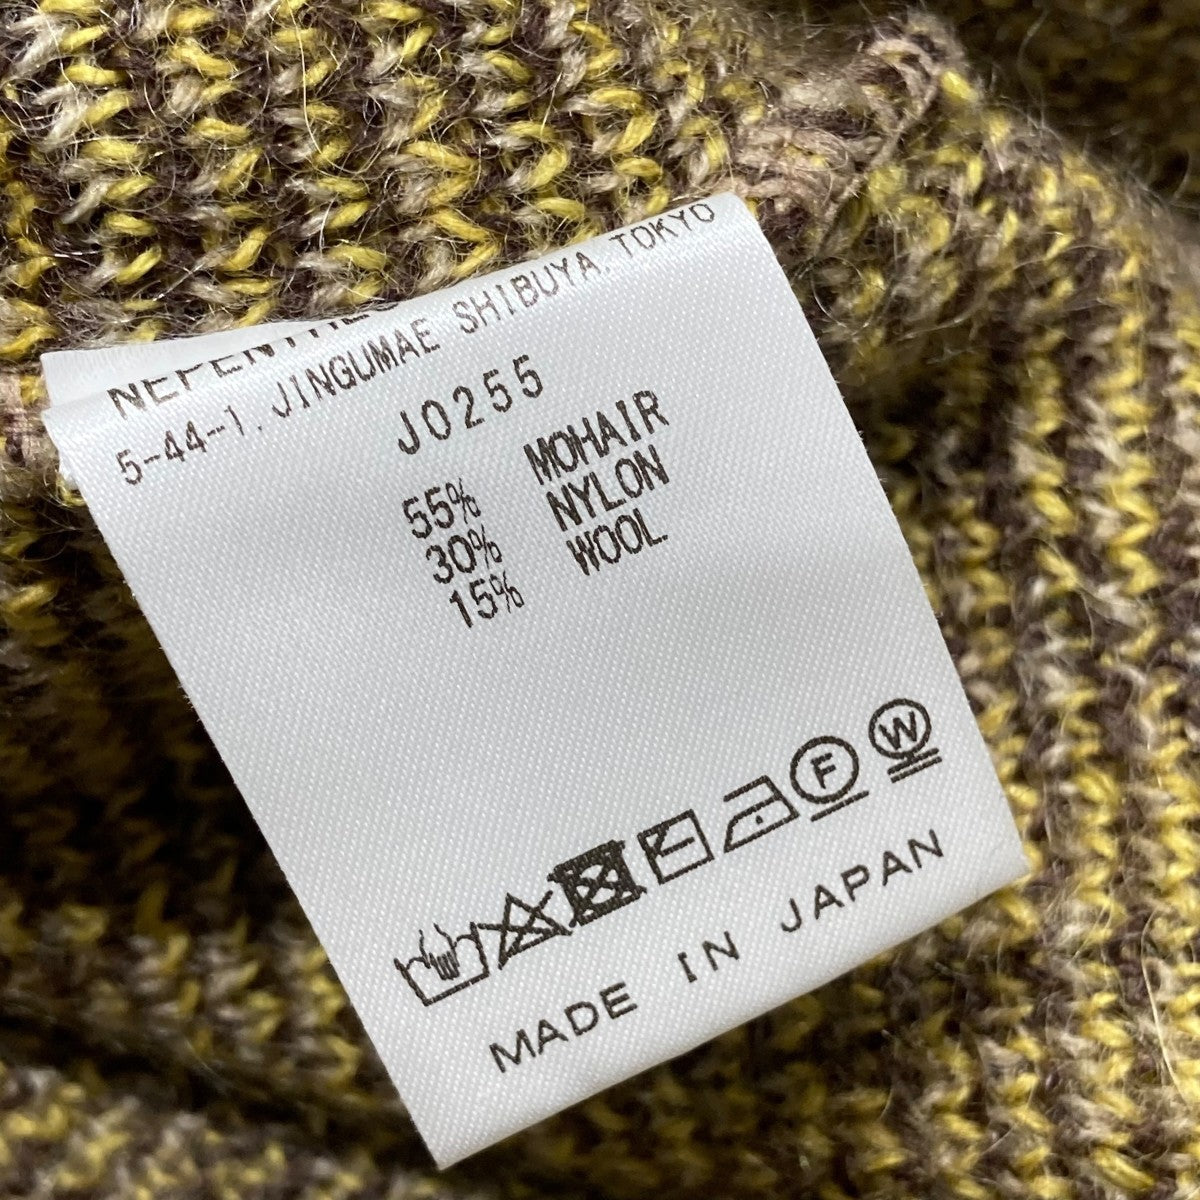 5-44-1, JINGUMAE SHIBUYA, TOKYO
J0255
55% MOHAIR
30% NYLON
15% WOOL
F
W
MADE IN JAPAN